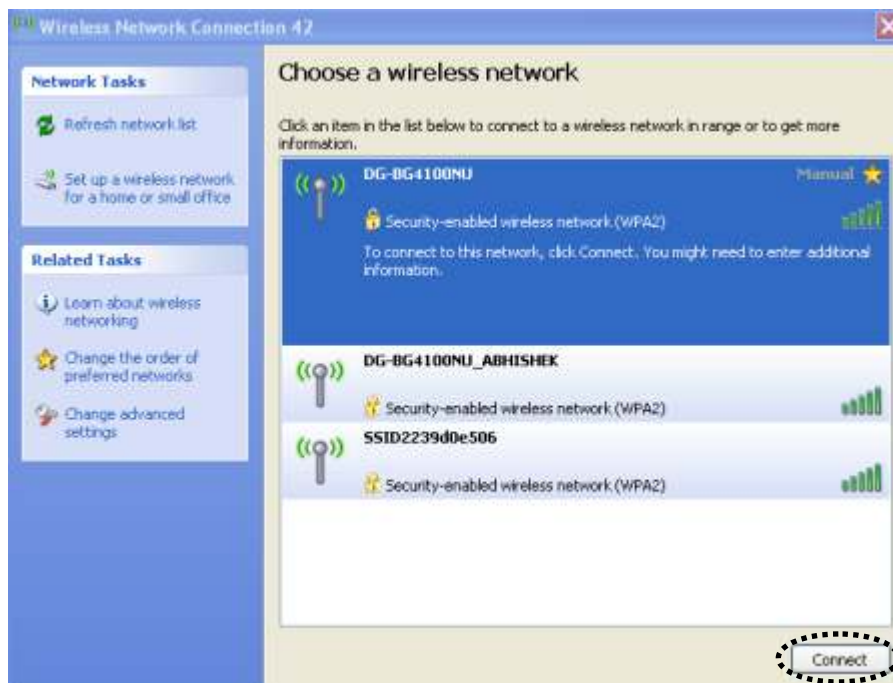 Wireless Network Connection 42
Network Tasks
Refresh network list
Set up a wireless network
for a home or small office
Related Tasks
Learn about wireless
networking
Change the order of
preferred networks
Change advanced
settings
Choose a wireless network
Click an item in the list below to connect to a wireless network in range or to get more
information.
DG-BG4100NU
Manual
Security-enabled wireless network (WPA2)
To connect to this network, click Connect. You might need to enter additional
information.
DG-BG4100NU_ABHISHEK
Security-enabled wireless network (WPA2)
SSID2239d0e506
Security-enabled wireless network (WPA2)
Connect